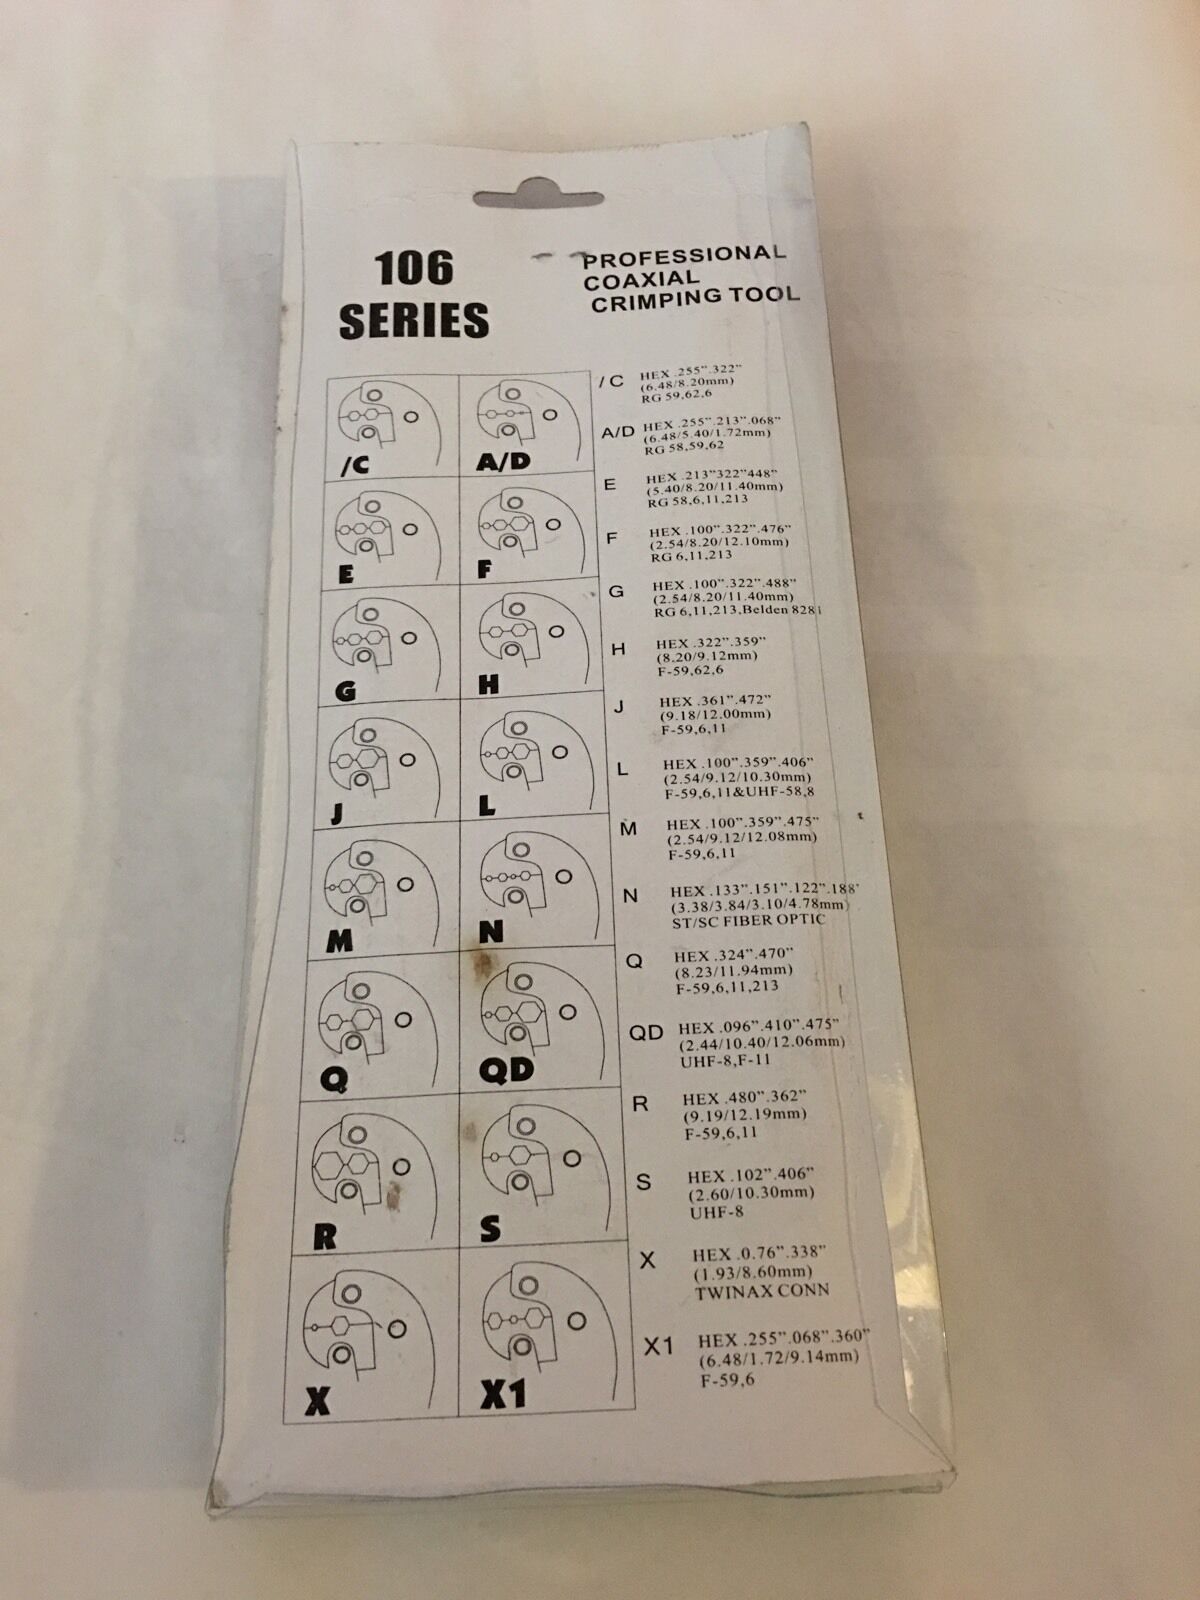 106
SERIES
PROFESSIONAL
COAXIAL
CRIMPING TOOL
/C
A/D
E
F
G
H
J
L
M
N
Q
QD
R
S
X
X1
/C HEX .255”.322”
(6.48/8.20mm)
RG 59,62,6
A/D HEX .255”.213”.068”
(6.48/5.40/1.72mm)
RG 58,59,62
E HEX .213”322”448”
(5.40/8.20/11.40mm)
RG 58,6,11,213
F HEX .100”.322”.476”
(2.54/8.20/12.10mm)
RG 6,11,213
G HEX .100”.322”.488”
(2.54/8.20/11.40mm)
RG 6,11,213,Belden 8281
H HEX .322”.359”
(8.20/9.12mm)
F-59,62,6
J HEX .361”.472”
(9.18/12.00mm)
F-59,6,11
L HEX .100”.359”.406”
(2.54/9.12/10.30mm)
F-59,6,11&UHF-58,8
M HEX .100”.359”.475”
(2.54/9.12/12.08mm)
F-59,6,11
N HEX .133”.151”.122”.188’
(3.38/3.84/3.10/4.78mm)
ST/SC FIBER OPTIC
Q HEX .324”.470”
(8.23/11.94mm)
F-59,6,11,213
QD HEX .096”.410”.475”
(2.44/10.40/12.06mm)
UHF-8,F-11
R HEX .480”.362”
(9.19/12.19mm)
F-59,6,11
S HEX .102”.406”
(2.60/10.30mm)
UHF-8
X HEX .0.76”.338”
(1.93/8.60mm)
TWINAX CONN
X1 HEX .255”.068”.360”
(6.48/1.72/9.14mm)
F-59,6